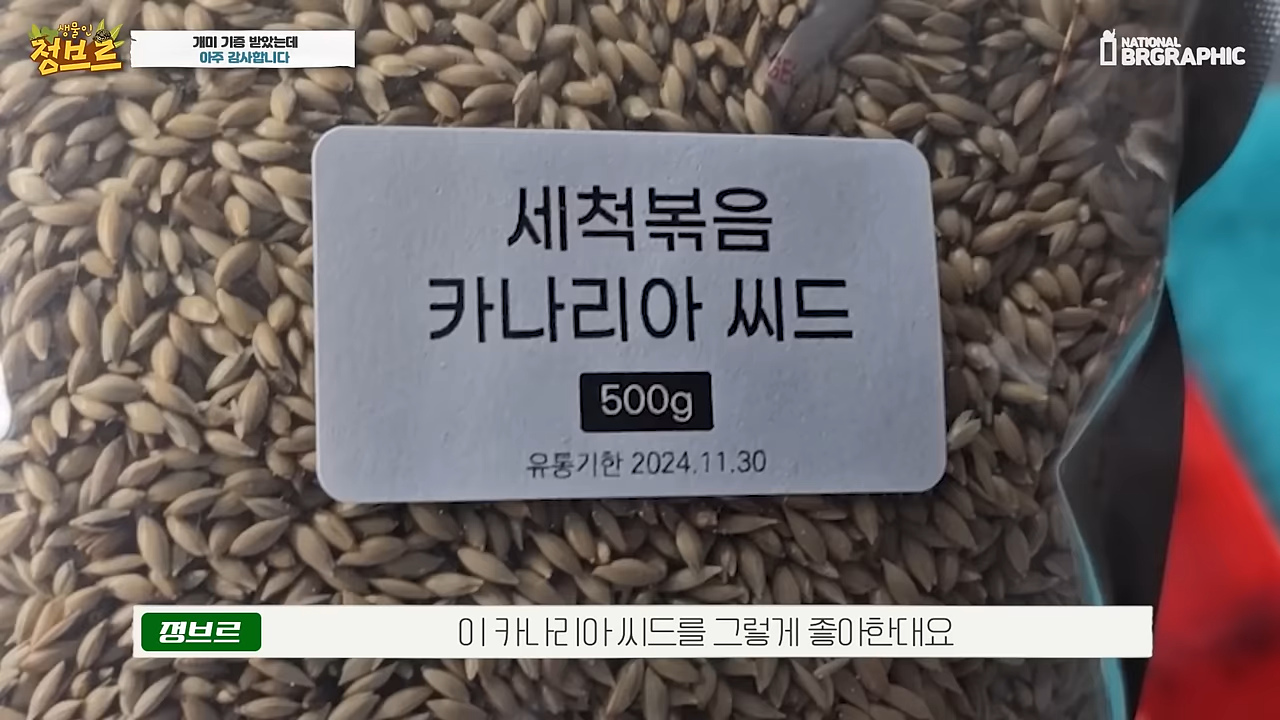 생물인
정브르
개미 기증 받았는데
아주 감사합니다
NATIONAL
BRGRAPHIC
세척볶음
카나리아 씨드
500g
유통기한 2024.11.30
정브르
이 카나리아 씨드를 그렇게 좋아한대요